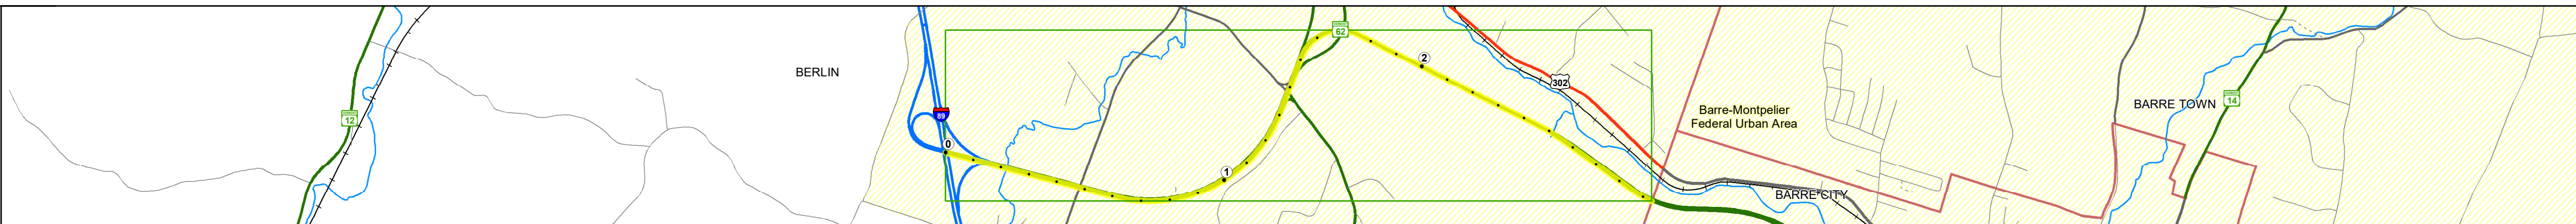 62
2
BERLIN
302
89
14
BARRE TOWN
Barre-Montpelier
Federal Urban Area
12
0
1
BARRE CITY